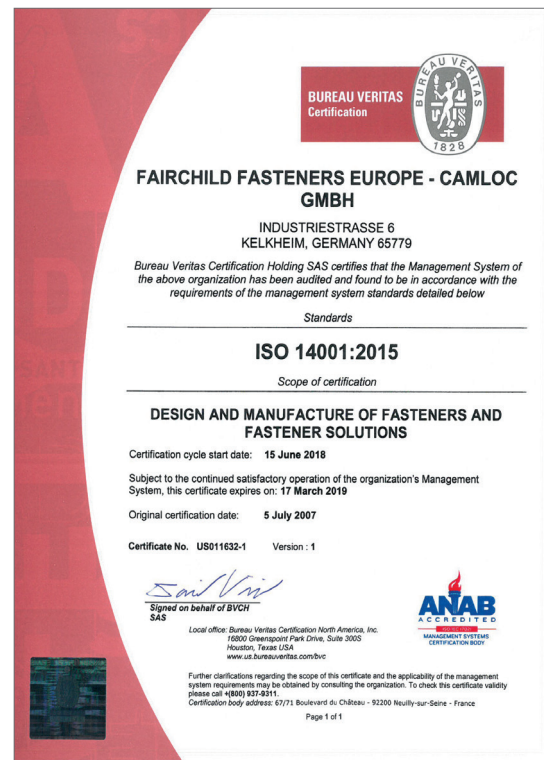 BUREAU VERITAS
Certification
BUREAU VERITAS
1828
FAIRCHILD FASTENERS EUROPE - CAMLOC
GMBH
INDUSTRIESTRASSE 6
KELKHEIM, GERMANY 65779
Bureau Veritas Certification Holding SAS certifies that the Management System of
the above organization has been audited and found to be in accordance with the
requirements of the management system standards detailed below
Standards
ISO 14001:2015
Scope of certification
DESIGN AND MANUFACTURE OF FASTENERS AND
FASTENER SOLUTIONS
Certification cycle start date: 15 June 2018
Subject to the continued satisfactory operation of the organization's Management
System, this certificate expires on: 17 March 2019
Original certification date: 5 July 2007
Certificate No. US011632-1 Version : 1
Signed on behalf of BVCH
SAS
Local office: Bureau Veritas Certification North America, Inc.
16800 Greenspoint Park Drive, Suite 300S
Houston, Texas USA
www.us.bureauveritas.com/bvc
ANAB
ACCREDITED
MANAGEMENT SYSTEMS
CERTIFICATION BODY
Further clarifications regarding the scope of this certificate and the applicability of the management
system requirements may be obtained by consulting the organization. To check this certificate validity
please call +(800) 937-9311.
Certification body address: 67/71 Boulevard du Château - 92200 Neuilly-sur-Seine - France
Page 1 of 1